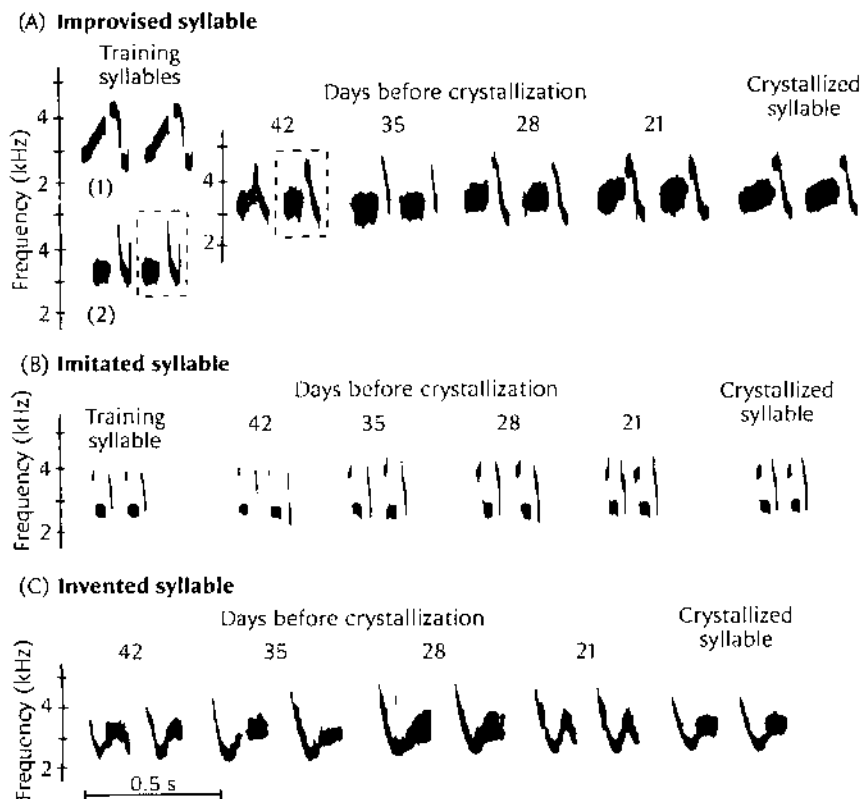 (A) Improvised syllable
Training
syllables
Days before crystallization
Crystallized
syllable
42 35 28 21
Frequency (kHz)
4
2
(1)
4
2
(2)
4
2
(B) Imitated syllable
Days before crystallization
Training
syllable
Crystallized
syllable
42 35 28 21
Frequency (kHz)
4
2
(C) Invented syllable
Days before crystallization
Crystallized
syllable
42 35 28 21
Frequency (kHz)
4
2
0.5 s